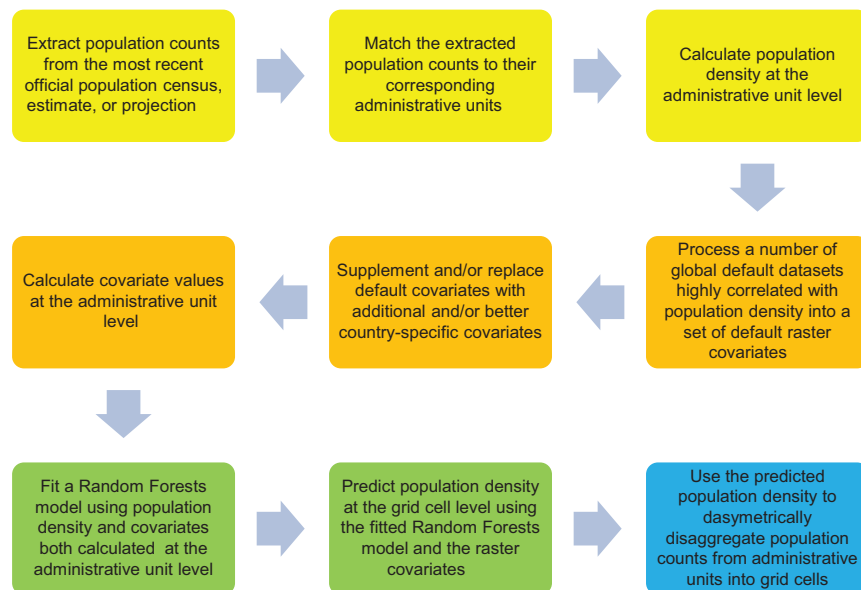 Extract population counts
from the most recent
official population census,
estimate, or projection
Match the extracted
population counts to their
corresponding
administrative units
Calculate population
density at the
administrative unit level
Process a number of
global default datasets
highly correlated with
population density into a
set of default raster
covariates
Supplement and/or replace
default covariates with
additional and/or better
country-specific covariates
Calculate covariate values
at the administrative unit
level
Fit a Random Forests
model using population
density and covariates
both calculated at the
administrative unit level
Predict population density
at the grid cell level using
the fitted Random Forests
model and the raster
covariates
Use the predicted
population density to
dasymetrically
disaggregate population
counts from administrative
units into grid cells